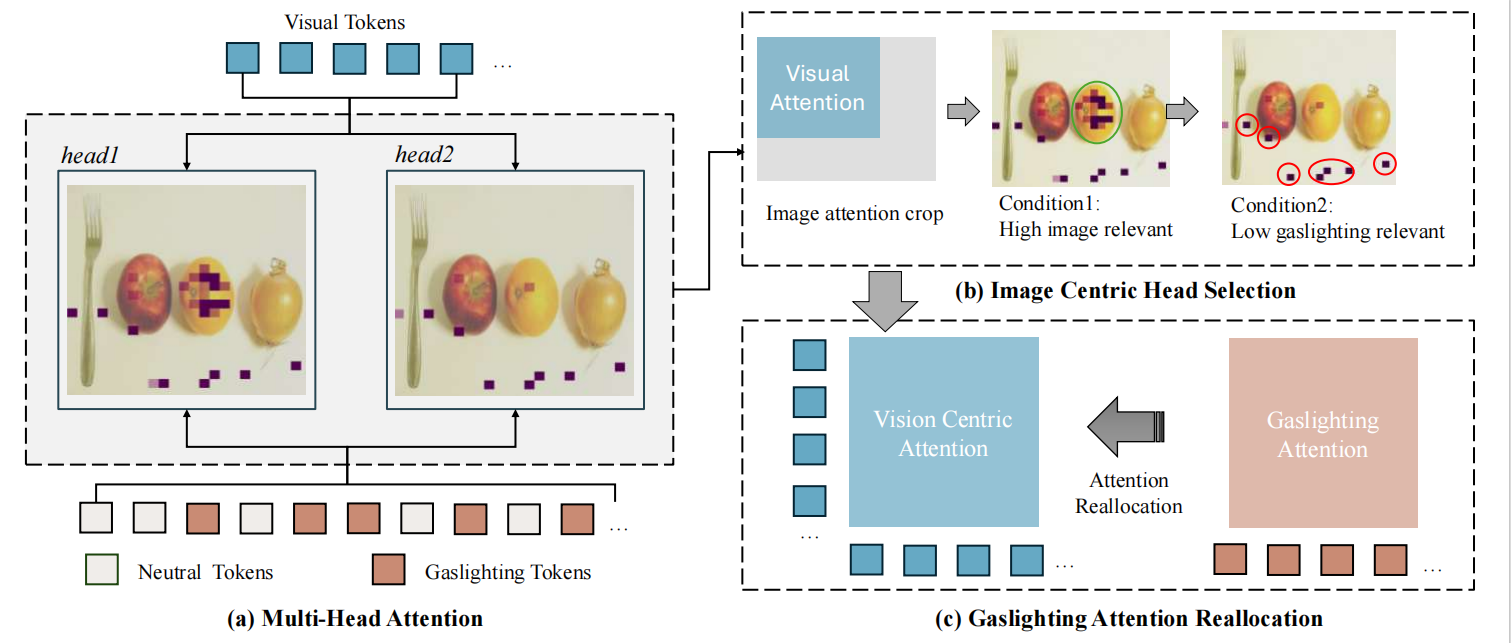 Visual Tokens
...
head1
head2
...
Neutral Tokens
Gaslighting Tokens
(a) Multi-Head Attention
Visual
Attention
Image attention crop
Condition1:
High image relevant
Condition2:
Low gaslighting relevant
(b) Image Centric Head Selection
...
Vision Centric
Attention
...
Attention
Reallocation
Gaslighting
Attention
...
(c) Gaslighting Attention Reallocation